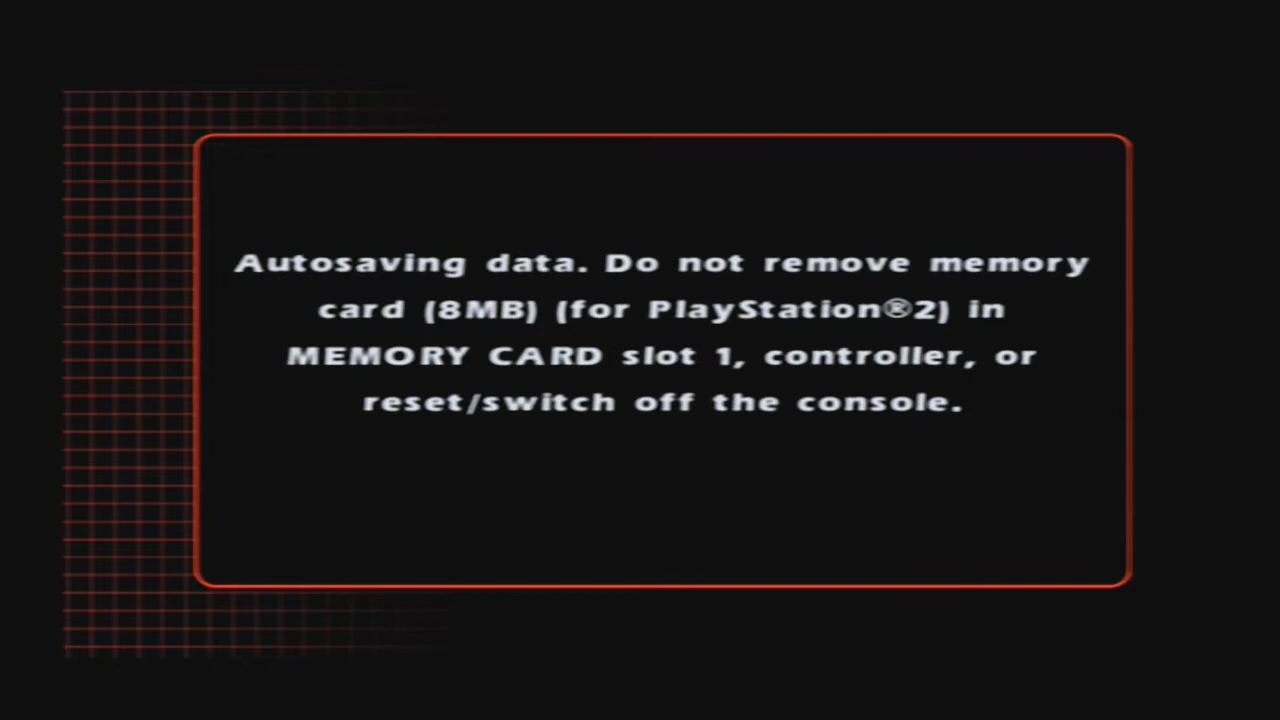 Autosaving data. Do not remove memory
card (8MB) (for PlayStation®2) in
MEMORY CARD slot 1, controller, or
reset/switch off the console.